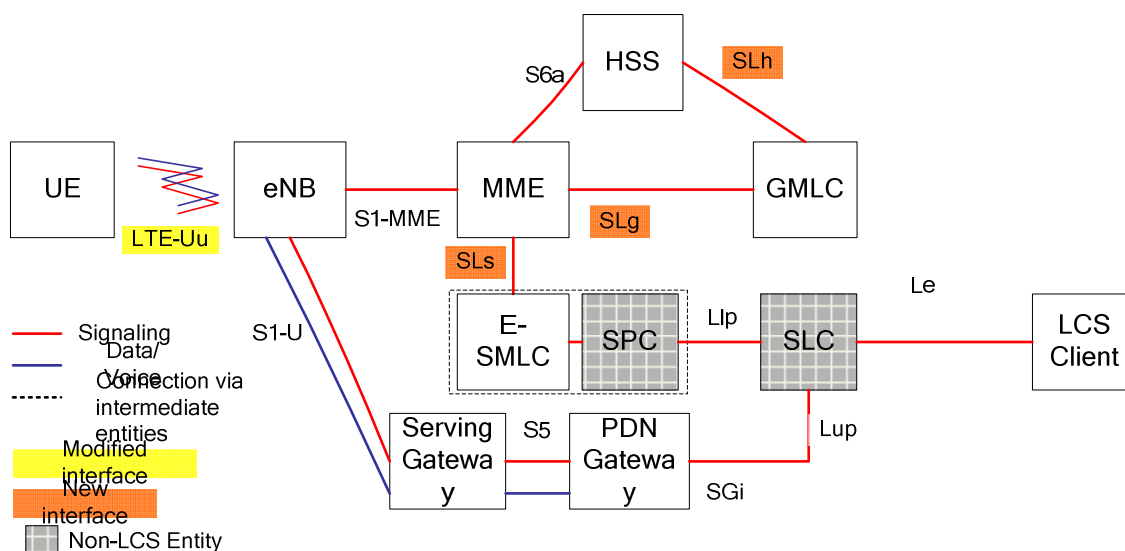 HSS
SLh
S6a
UE
eNB
MME
GMLC
S1-MME
SLg
LTE-Uu
SLs
Le
S1-U
E-
SMLC
SPC
Llp
SLC
LCS
Client
Signaling
Data/
Voice
Connection via
intermediate
entities
Modified
interface
New
interface
Non-LCS Entity
Serving
Gatewa
y
S5
PDN
Gatewa
y
Lup
SGi